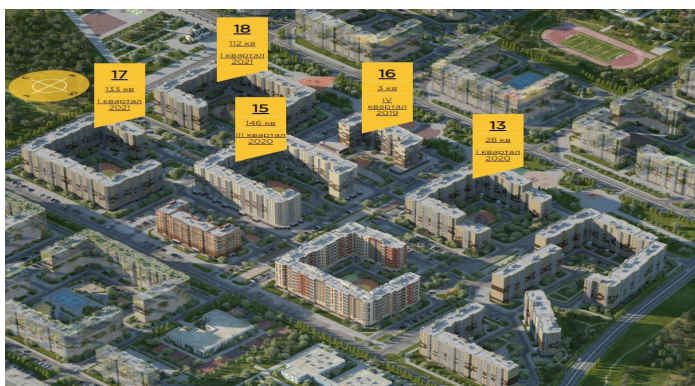 18
112 кв
I квартал
2021
17
133 кв
I квартал
2021
16
3 кв
IV
квартал
2019
15
146 кв
III квартал
2020
13
28 кв
I квартал
2020